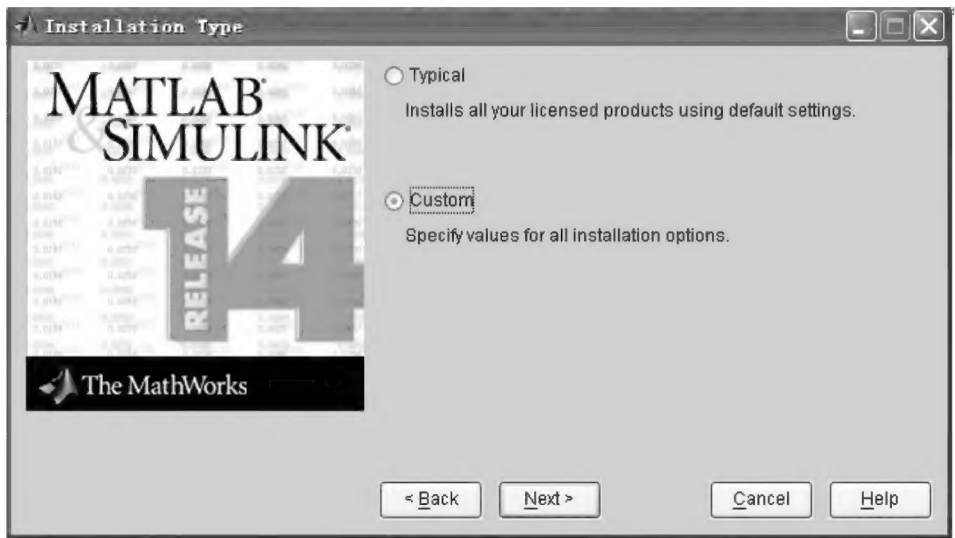 Installation Type
MATLAB®
& SIMULINK®
RELEASE 14
The MathWorks
Typical
Installs all your licensed products using default settings.
Custom
Specify values for all installation options.
< Back
Next >
Cancel
Help